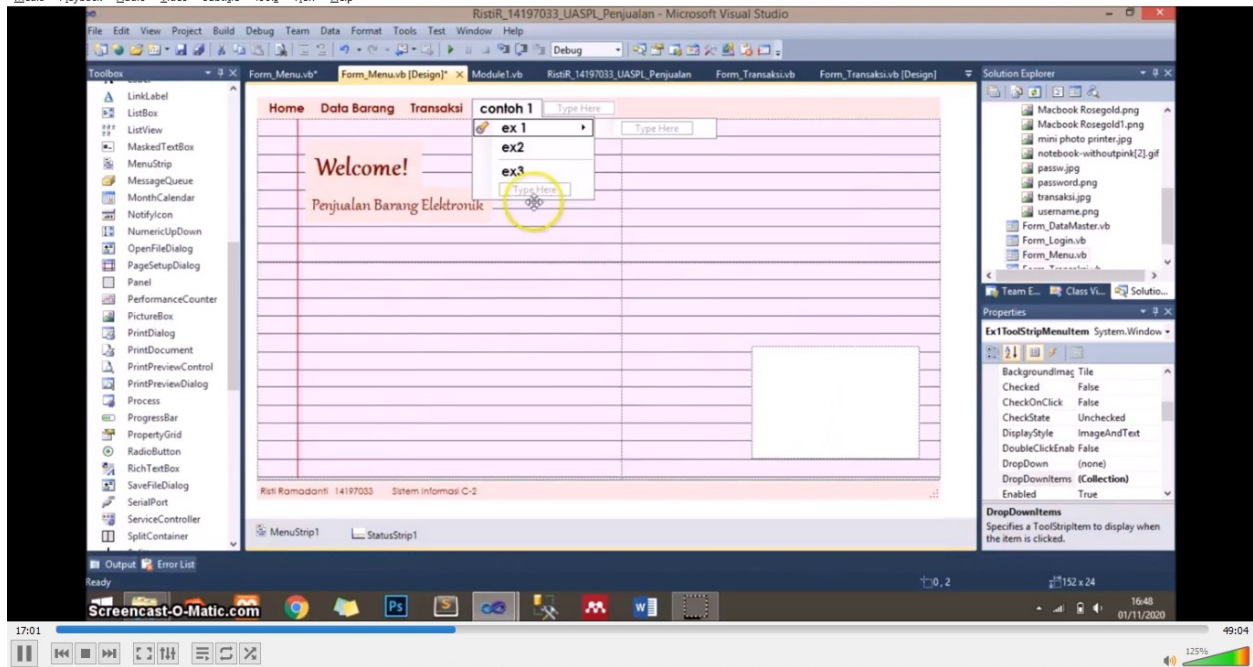 Media Playback Audio Video Subtitle Tools View Help
RistiR_14197033_UASPL_Penjualan - Microsoft Visual Studio
File Edit View Project Build Debug Team Data Format Tools Test Window Help
Debug
Toolbox
Form_Menu.vb* Form_Menu.vb [Design]* Module1.vb RistiR_14197033_UASPL_Penjualan Form_Transaksi.vb Form_Transaksi.vb [Design]
Solution Explorer
LinkLabel
ListBox
ListView
MaskedTextBox
MenuStrip
MessageQueue
MonthCalendar
NotifyIcon
NumericUpDown
OpenFileDialog
PageSetupDialog
Panel
PerformanceCounter
PictureBox
PrintDialog
PrintDocument
PrintPreviewControl
PrintPreviewDialog
Process
ProgressBar
PropertyGrid
RadioButton
RichTextBox
SaveFileDialog
SerialPort
ServiceController
SplitContainer
Home Data Barang Transaksi contoh 1 Type Here
ex 1 Type Here
ex2
ex3
Type Here
Welcome!
Penjualan Barang Elektronik
Risti Ramadanti 14197033 Sistem Informasi C-2
MenuStrip1 StatusStrip1
Macbook Rosegold.png
Macbook Rosegold1.png
mini photo printer.jpg
notebook-withoutpink[2].gif
passw.jpg
password.png
transaksi.jpg
username.png
Form_DataMaster.vb
Form_Login.vb
Form_Menu.vb
Team E... Class Vi... Solutio...
Properties
Ex1ToolStripMenuItem System.Window
BackgroundImag Tile
Checked False
CheckOnClick False
CheckState Unchecked
DisplayStyle ImageAndText
DoubleClickEnab False
DropDown (none)
DropDownItems (Collection)
Enabled True
DropDownItems
Specifies a ToolStripItem to display when
the item is clicked.
Output Error List
Ready 0, 2 152 x 24
Screencast-O-Matic.com
Ps S W
16:48
01/11/2020
17:01 49:04
125%